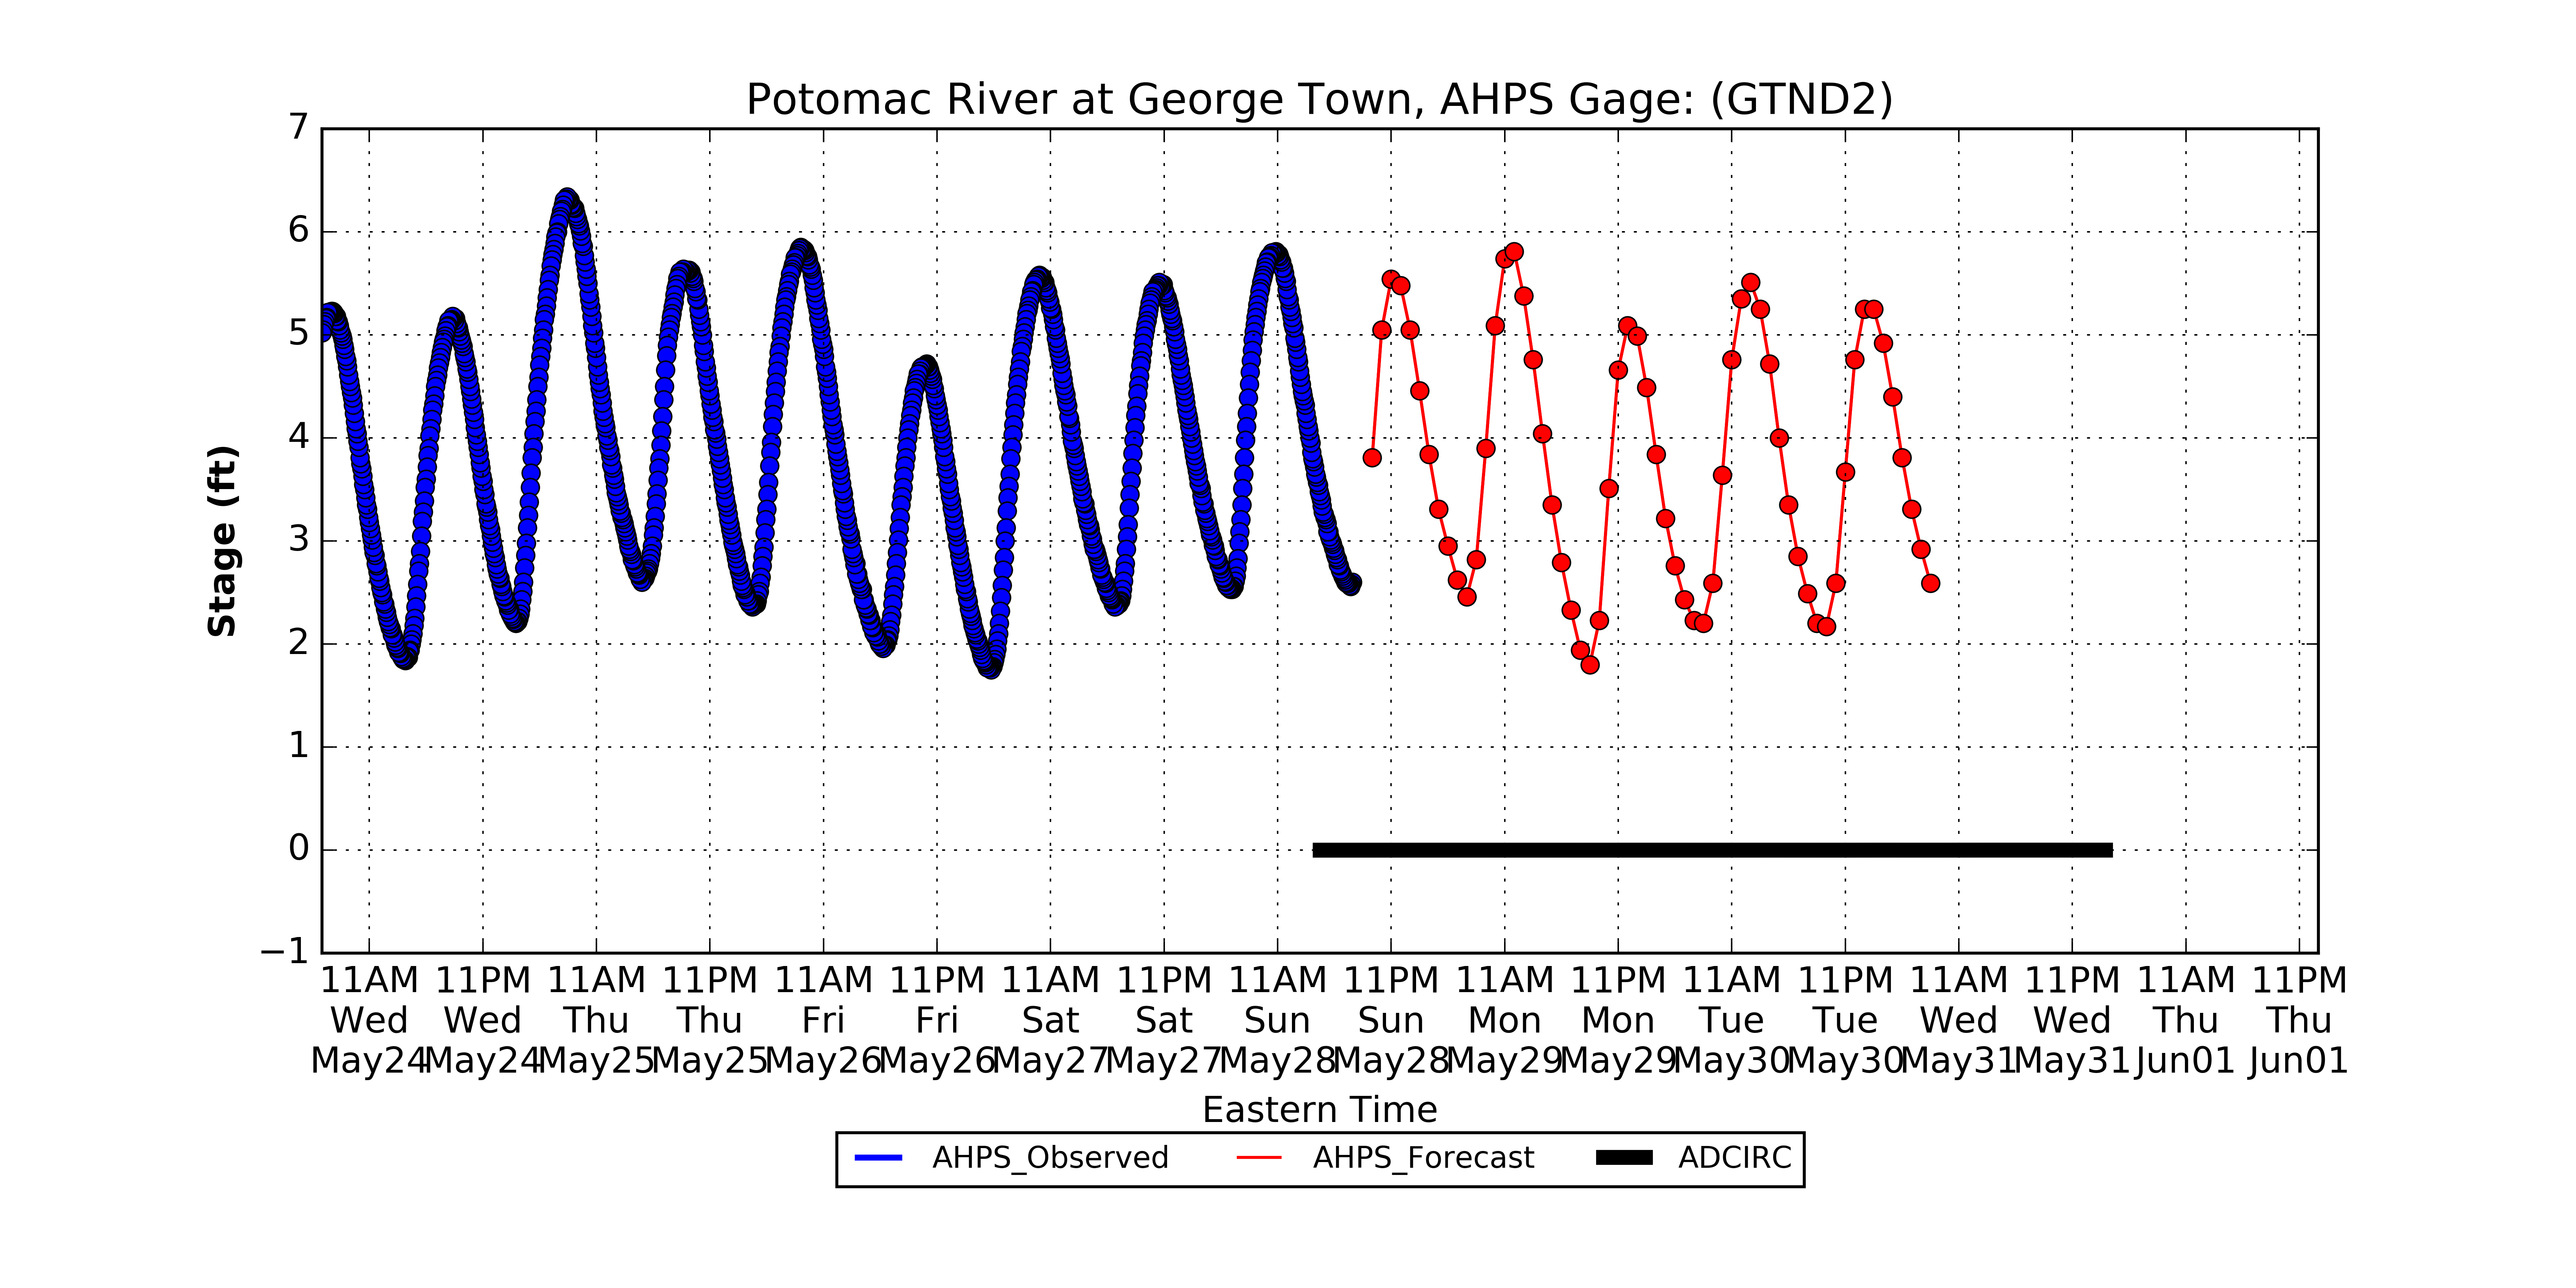 Potomac River at George Town, AHPS Gage: (GTND2)
7
6
5
4
3
2
1
0
−1
Stage (ft)
11AM 11PM 11AM 11PM 11AM 11PM 11AM 11PM 11AM 11PM 11AM 11PM 11AM 11PM 11AM 11PM 11AM 11PM
Wed Wed Thu Thu Fri Fri Sat Sat Sun Sun Mon Mon Tue Tue Wed Wed Thu Thu
May24 May24 May25 May25 May26 May26 May27 May27 May28 May28 May29 May29 May30 May30 May31 May31 Jun01 Jun01
Eastern Time
AHPS_Observed AHPS_Forecast ADCIRC